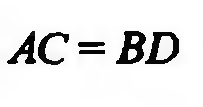 AC = BD